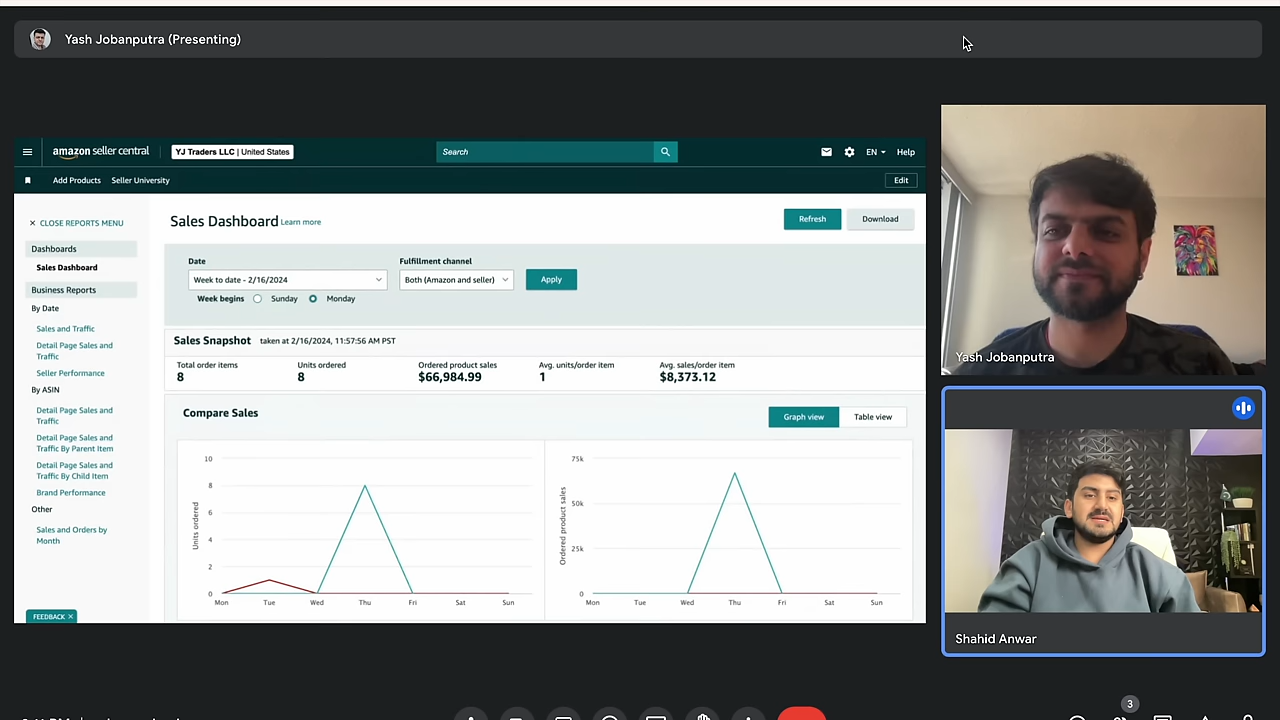 Yash Jobanputra (Presenting)
amazon seller central
YJ Traders LLC | United States
Search
EN
Help
Add Products
Seller University
Edit
CLOSE REPORTS MENU
Dashboards
Sales Dashboard
Business Reports
By Date
Sales and Traffic
Detail Page Sales and
Traffic
Seller Performance
By ASIN
Detail Page Sales and
Traffic
Detail Page Sales and
Traffic By Parent Item
Detail Page Sales and
Traffic By Child Item
Brand Performance
Other
Sales and Orders by
Month
FEEDBACK
Sales Dashboard Learn more
Refresh
Download
Date
Fulfillment channel
Week to date - 2/16/2024
Both (Amazon and seller)
Apply
Week begins
Sunday
Monday
Sales Snapshot taken at 2/16/2024, 11:57:56 AM PST
Total order items
Units ordered
Ordered product sales
Avg. units/order item
Avg. sales/order item
8
8
$66,984.99
1
$8,373.12
Compare Sales
Graph view
Table view
Units ordered
10
8
6
4
2
0
Mon Tue Wed Thu Fri Sat Sun
Ordered product sales
75k
50k
25k
0
Mon Tue Wed Thu Fri Sat Sun
Yash Jobanputra
Shahid Anwar
3